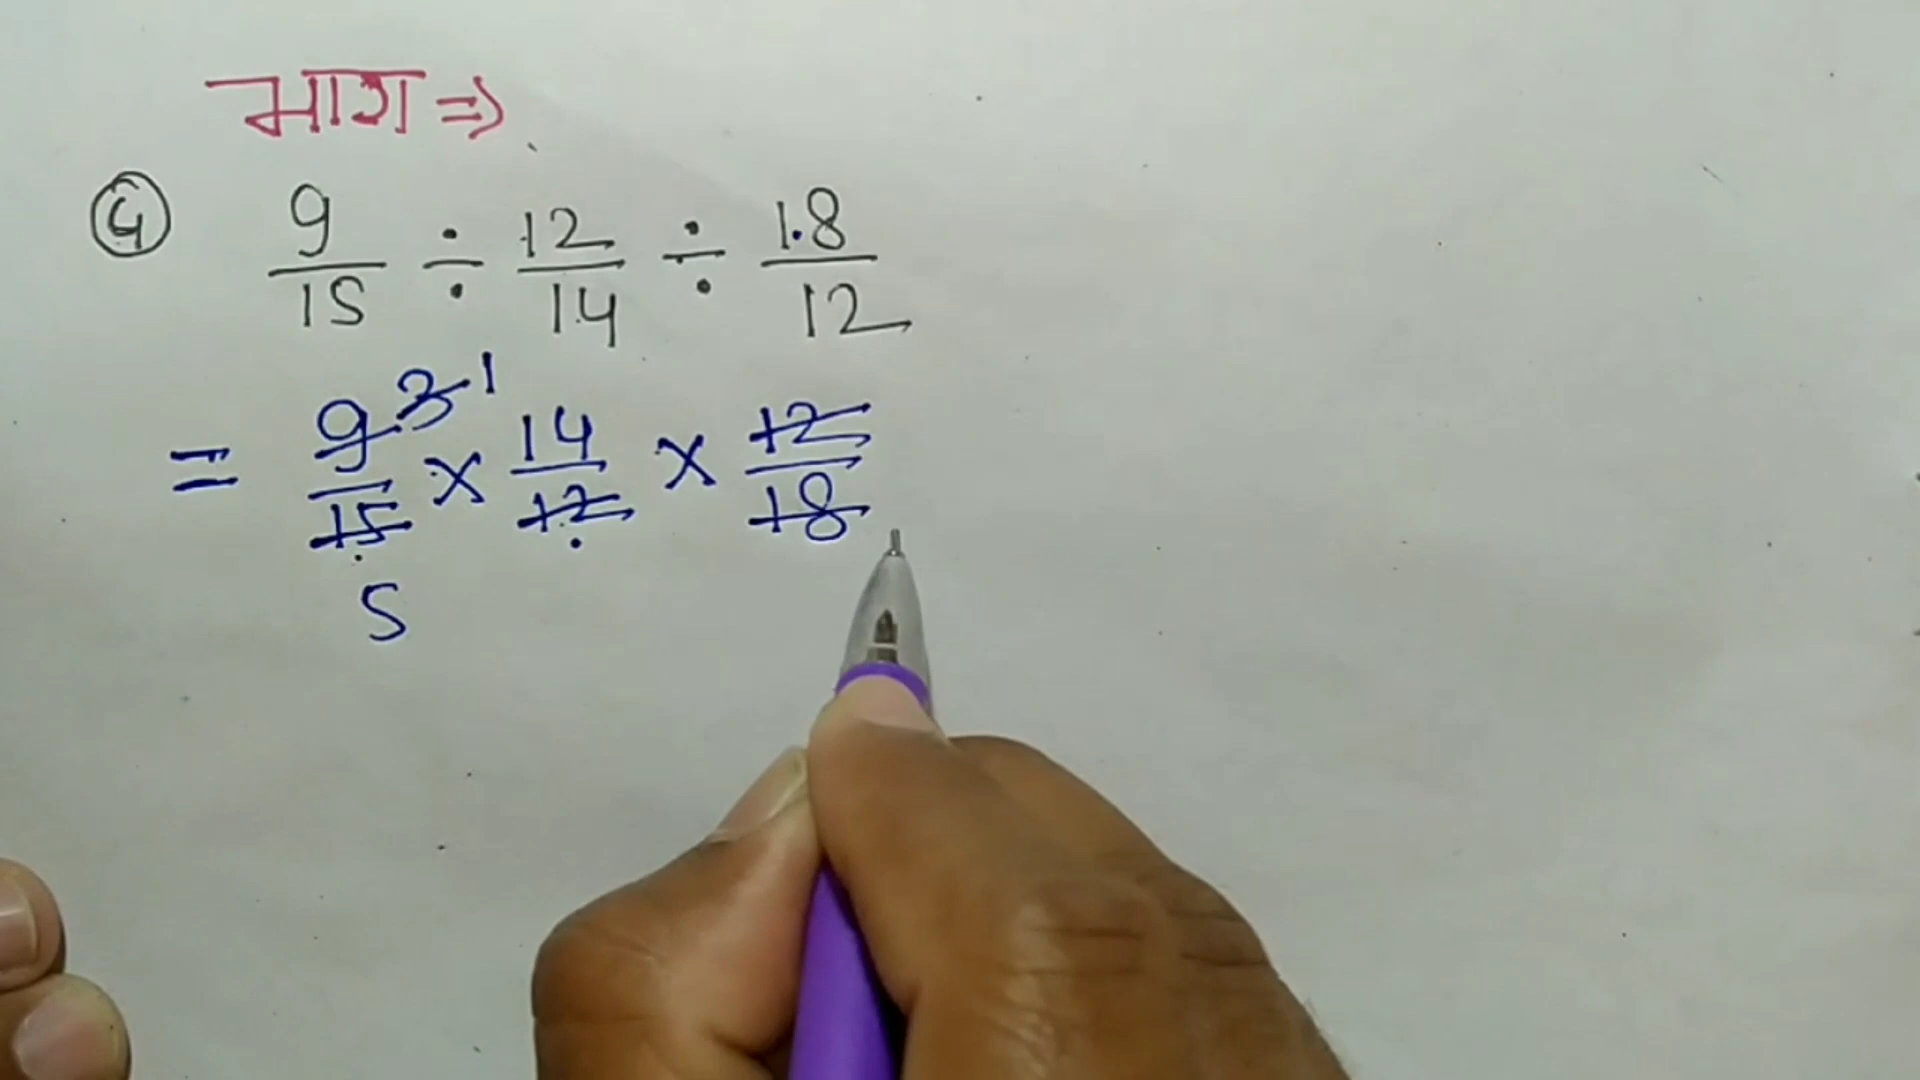 भाग ⇒
(4) 9/15 ÷ 12/14 ÷ 18/12
= 9/15 × 14/12 × 12/18
3 1
5